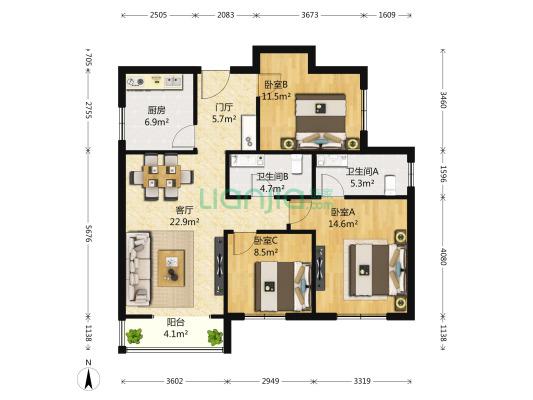 2505 2083 3673 1609
705
2755
5676
1138
3460
1596
4080
1138
厨房
6.9m²
门厅
5.7m²
卧室B
11.5m²
卫生间B
4.7m²
卫生间A
5.3m²
Lianjia.com
客厅
22.9m²
卧室A
14.6m²
卧室C
8.5m²
阳台
4.1m²
N
3602 2949 3319